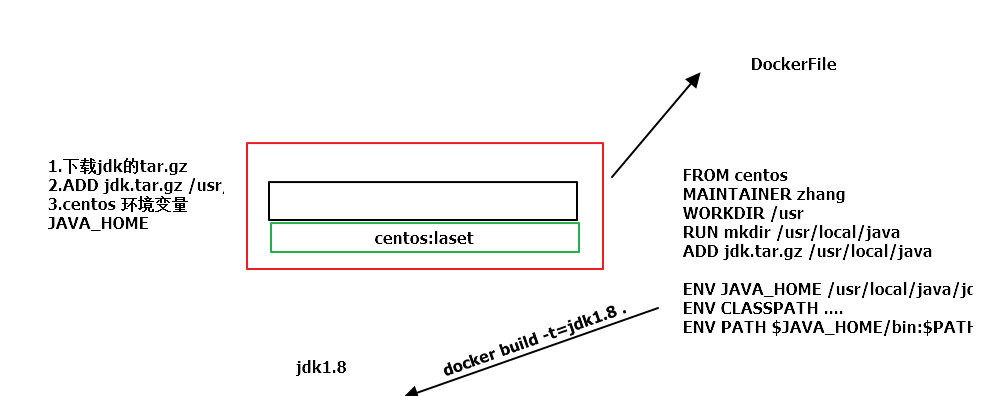 DockerFile
1.下载jdk的tar.gz
2.ADD jdk.tar.gz /usr
3.centos 环境变量
JAVA_HOME
centos:laset
FROM centos
MAINTAINER zhang
WORKDIR /usr
RUN mkdir /usr/local/java
ADD jdk.tar.gz /usr/local/java
ENV JAVA_HOME /usr/local/java/jd
ENV CLASSPATH ....
ENV PATH $JAVA_HOME/bin:$PATH
docker build -t=jdk1.8 .
jdk1.8